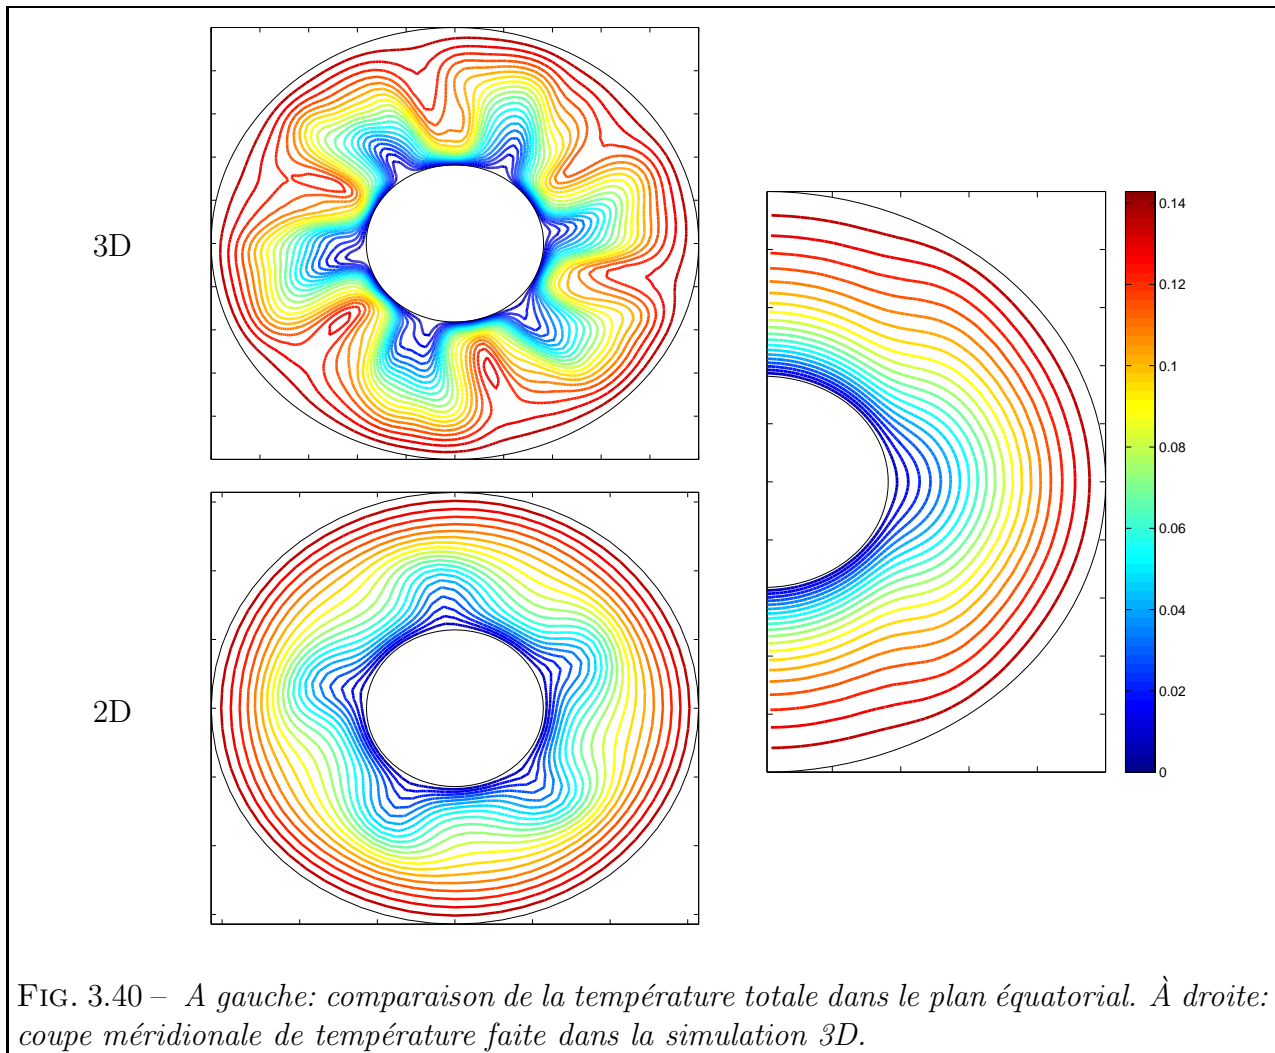 3D
2D
0.14
0.12
0.1
0.08
0.06
0.04
0.02
0
FIG. 3.40 – A gauche: comparaison de la température totale dans le plan équatorial. À droite:
coupe méridionale de température faite dans la simulation 3D.